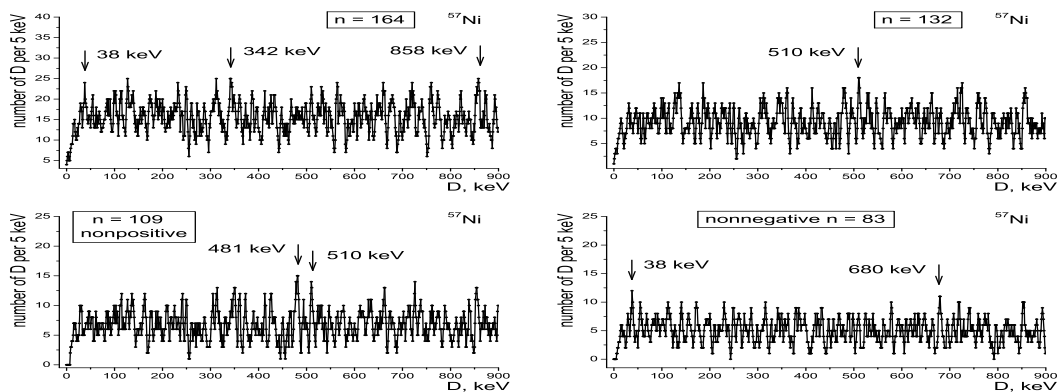 n = 164
⁵⁷Ni
38 keV
342 keV
858 keV
number of D per 5 keV
40
35
30
25
20
15
10
5
0 100 200 300 400 500 600 700 800 900
D, keV
n = 132
⁵⁷Ni
510 keV
number of D per 5 keV
30
25
20
15
10
5
0 100 200 300 400 500 600 700 800 900
D, keV
n = 109
nonpositive
⁵⁷Ni
481 keV
510 keV
number of D per 5 keV
25
20
15
10
5
0
0 100 200 300 400 500 600 700 800 900
D, keV
nonnegative n = 83
⁵⁷Ni
38 keV
680 keV
number of D per 5 keV
25
20
15
10
5
0
0 100 200 300 400 500 600 700 800 900
D, keV